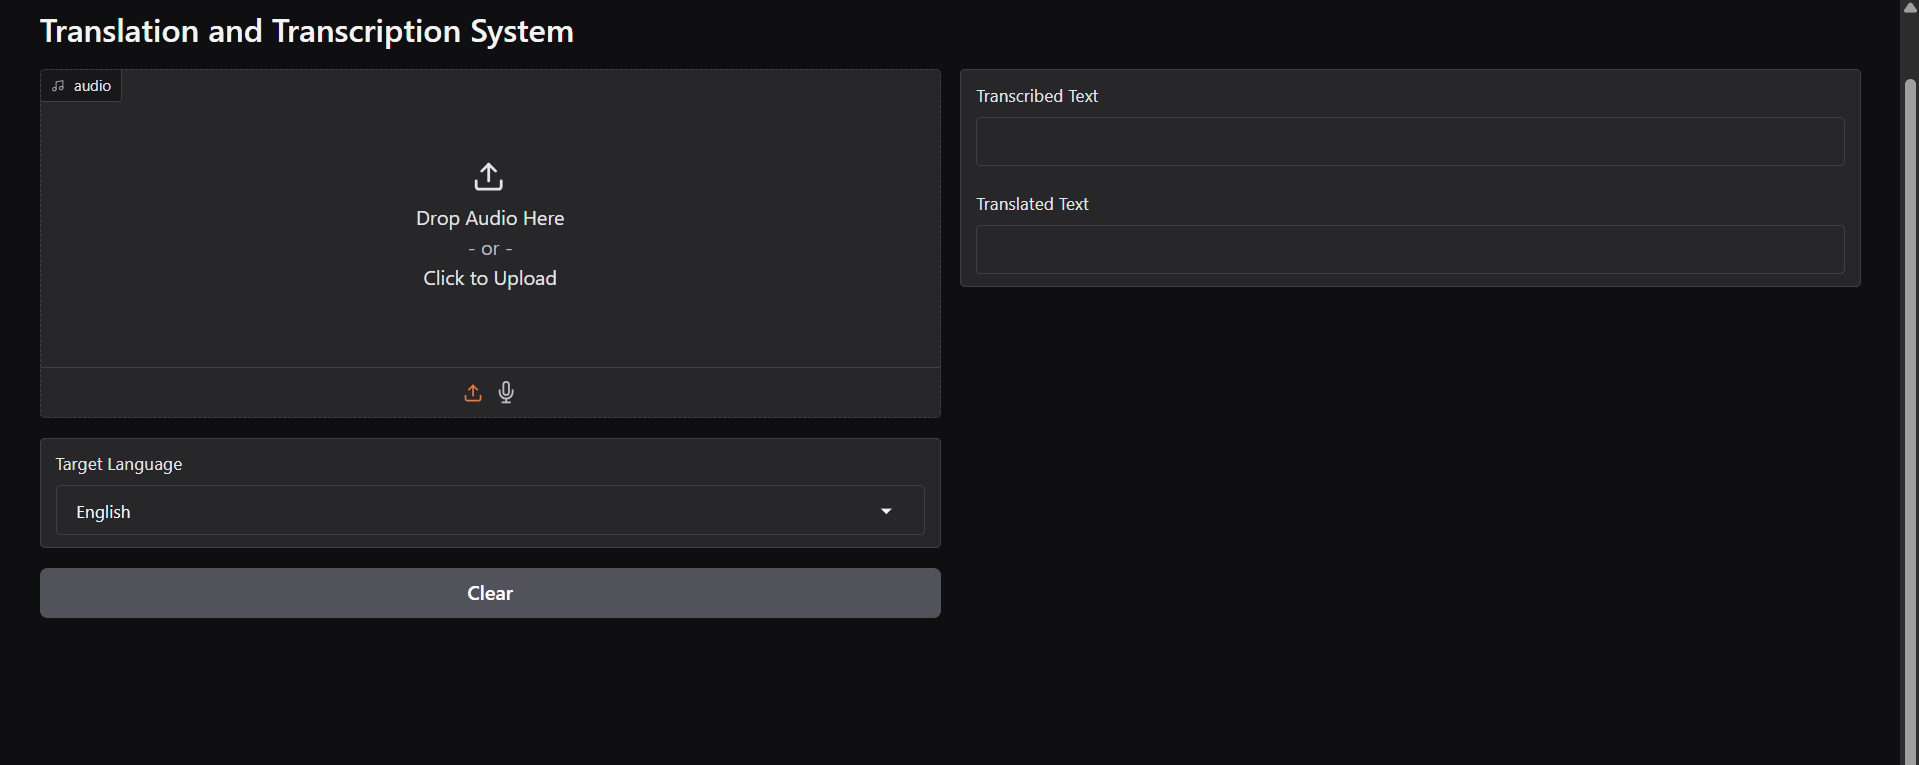 Translation and Transcription System
audio
Drop Audio Here
- or -
Click to Upload
Target Language
English
Clear
Transcribed Text
Translated Text